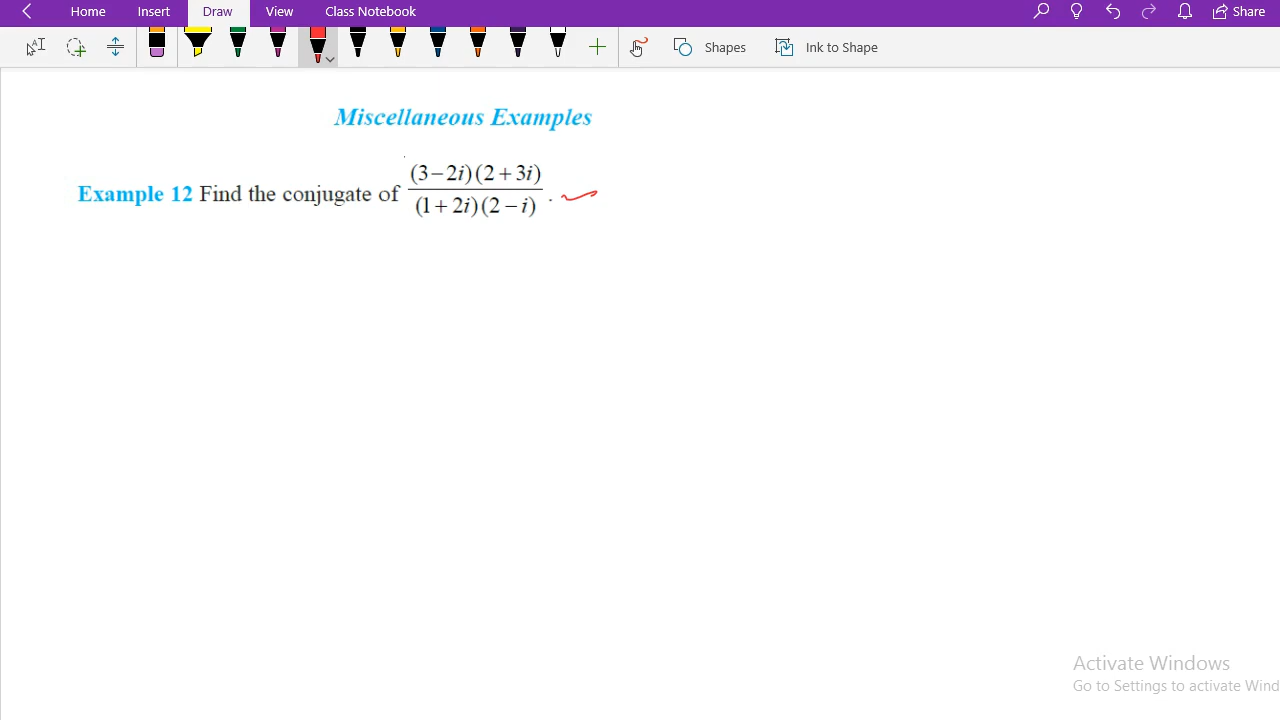 Home Insert Draw View Class Notebook Share
Shapes Ink to Shape
Miscellaneous Examples
Example 12 Find the conjugate of (3−2i)(2+3i) / (1+2i)(2−i) .
Activate Windows
Go to Settings to activate Wind